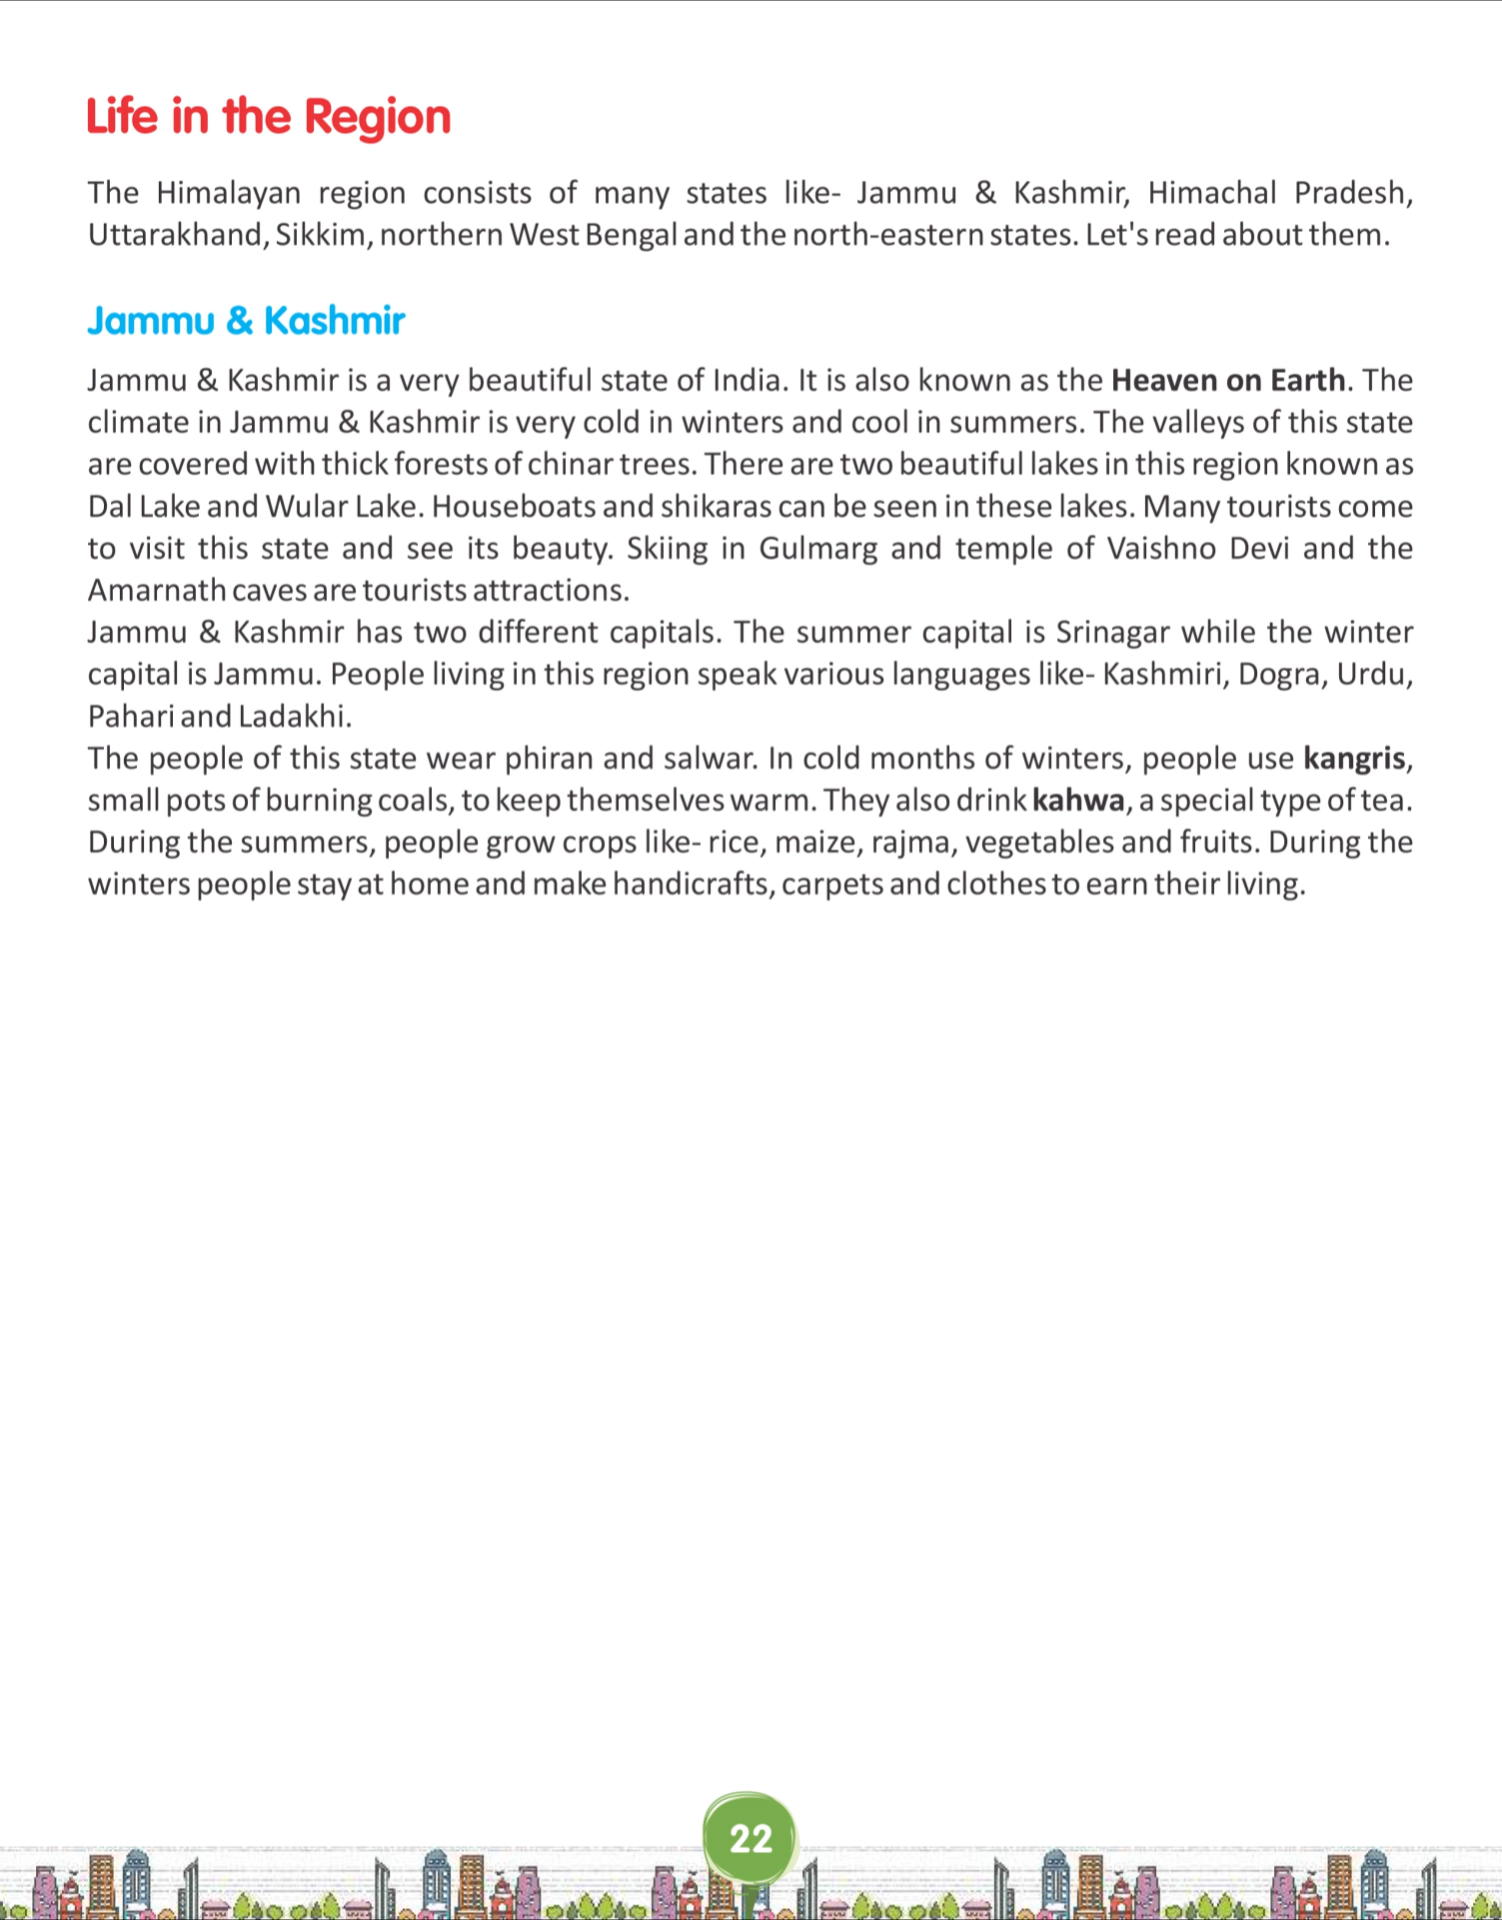 Life in the Region
The Himalayan region consists of many states like- Jammu & Kashmir, Himachal Pradesh,
Uttarakhand, Sikkim, northern West Bengal and the north-eastern states. Let's read about them.
Jammu & Kashmir
Jammu & Kashmir is a very beautiful state of India. It is also known as the Heaven on Earth. The
climate in Jammu & Kashmir is very cold in winters and cool in summers. The valleys of this state
are covered with thick forests of chinar trees. There are two beautiful lakes in this region known as
Dal Lake and Wular Lake. Houseboats and shikaras can be seen in these lakes. Many tourists come
to visit this state and see its beauty. Skiing in Gulmarg and temple of Vaishno Devi and the
Amarnath caves are tourists attractions.
Jammu & Kashmir has two different capitals. The summer capital is Srinagar while the winter
capital is Jammu. People living in this region speak various languages like- Kashmiri, Dogra, Urdu,
Pahari and Ladakhi.
The people of this state wear phiran and salwar. In cold months of winters, people use kangris,
small pots of burning coals, to keep themselves warm. They also drink kahwa, a special type of tea.
During the summers, people grow crops like- rice, maize, rajma, vegetables and fruits. During the
winters people stay at home and make handicrafts, carpets and clothes to earn their living.
22